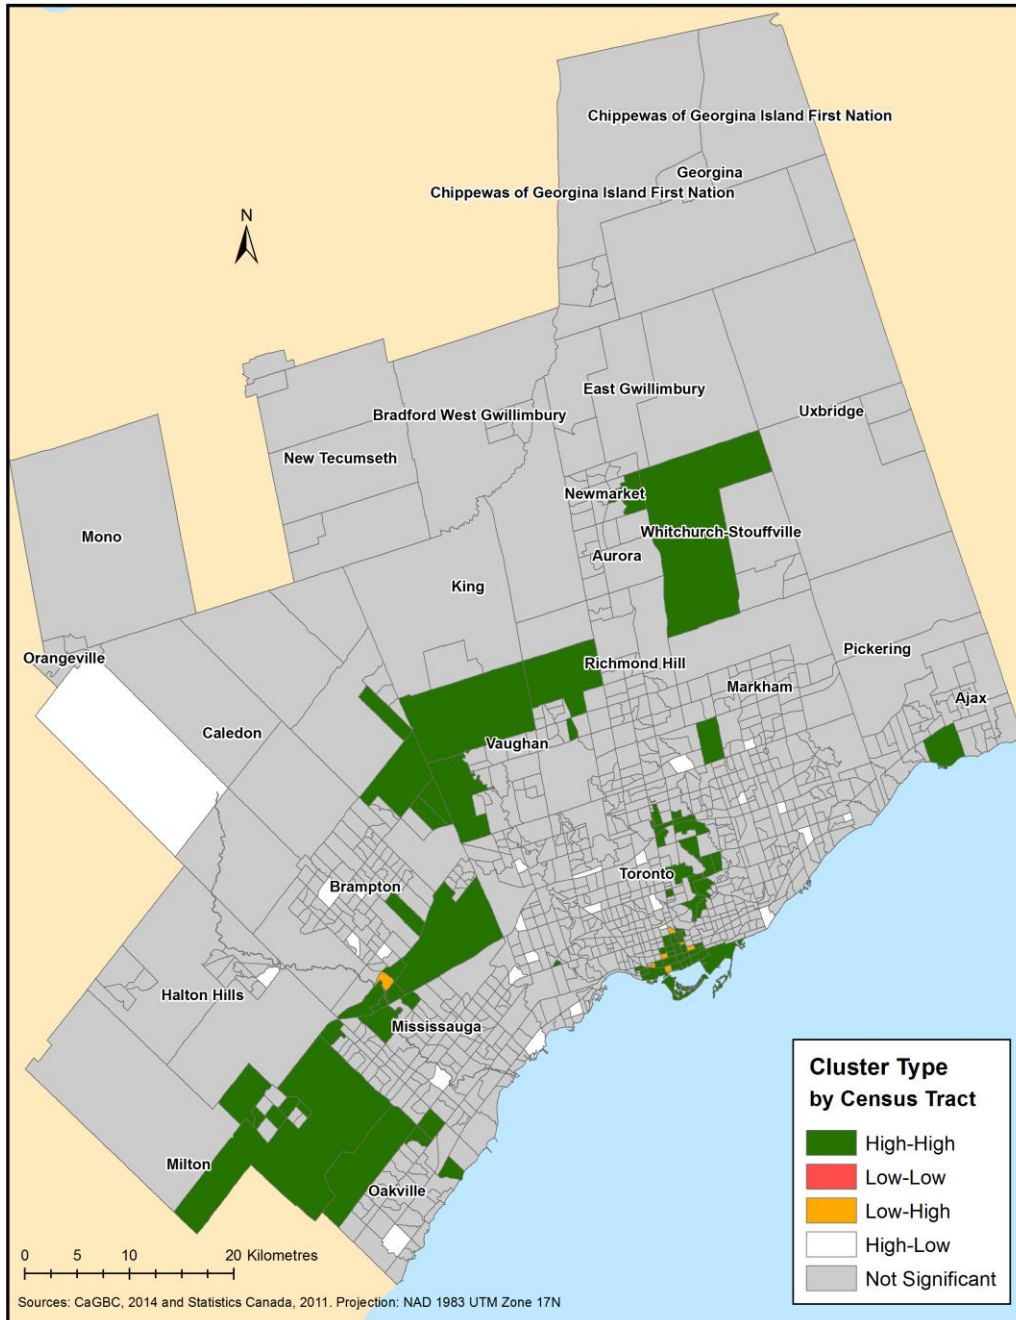 Chippewas of Georgina Island First Nation
Georgina
Chippewas of Georgina Island First Nation
N
East Gwillimbury
Uxbridge
Bradford West Gwillimbury
New Tecumseth
Newmarket
Whitchurch-Stouffville
Mono
Aurora
King
Pickering
Orangeville
Richmond Hill
Markham
Ajax
Caledon
Vaughan
Toronto
Brampton
Halton Hills
Mississauga
Milton
Oakville
Cluster Type
by Census Tract
High-High
Low-Low
Low-High
High-Low
Not Significant
0 5 10 20 Kilometres
Sources: CaGBC, 2014 and Statistics Canada, 2011. Projection: NAD 1983 UTM Zone 17N